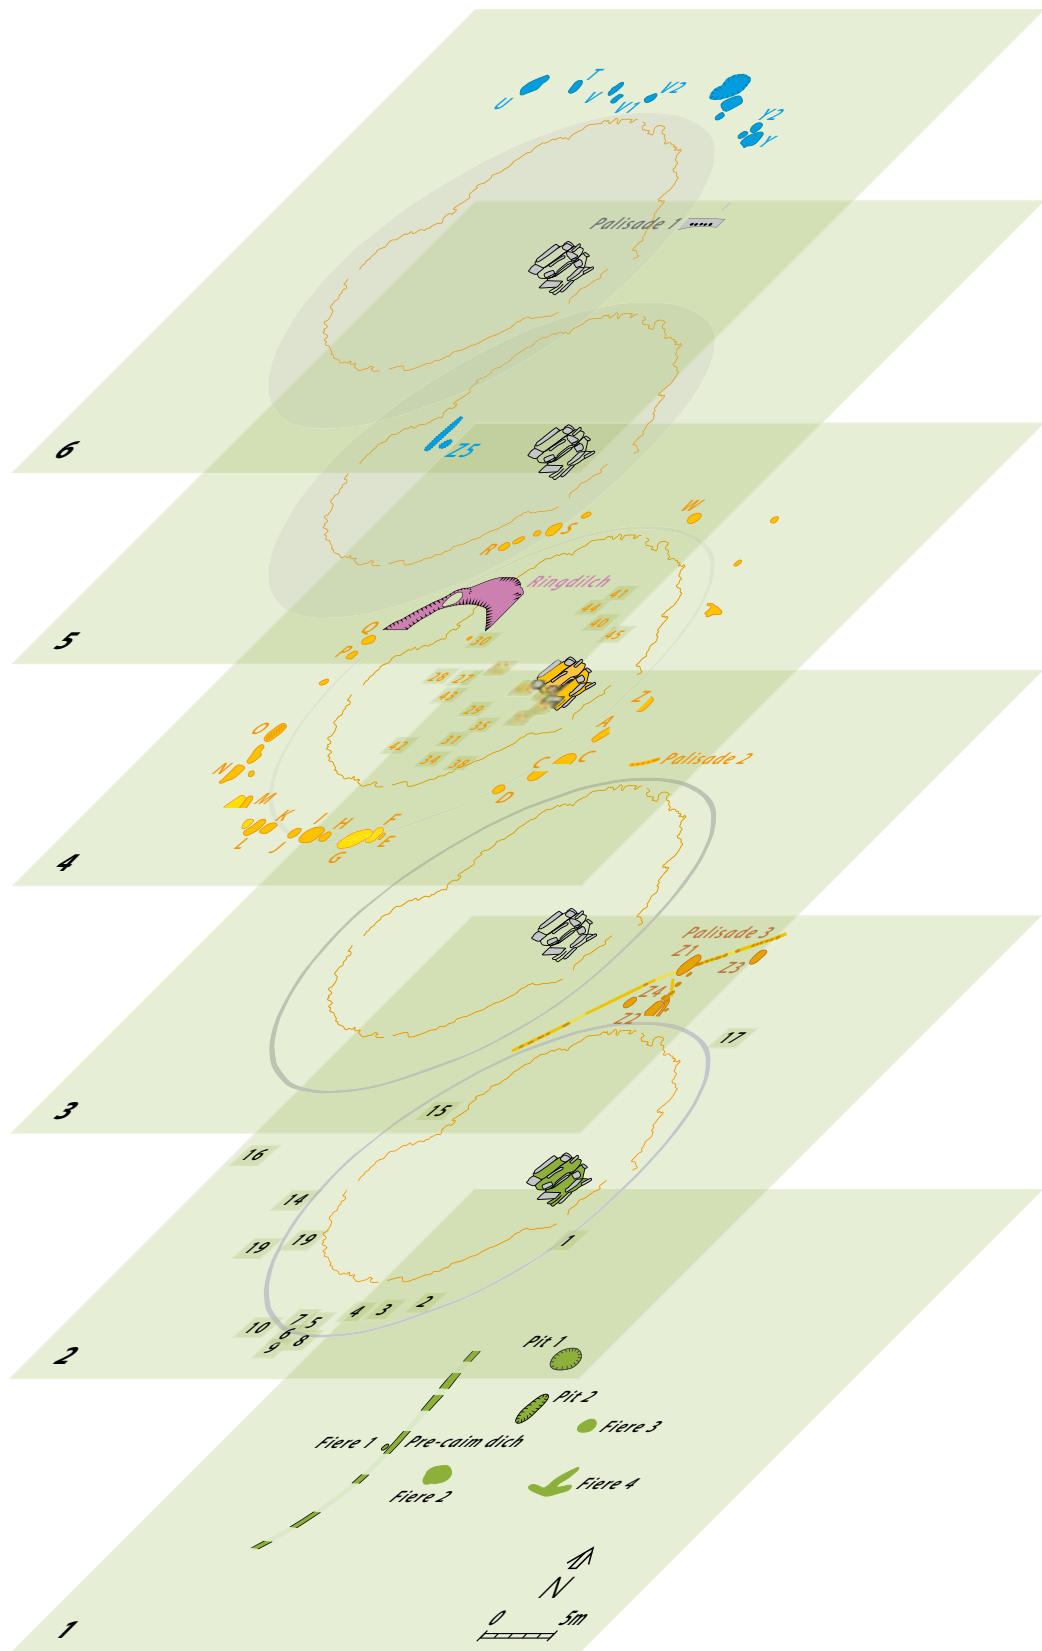 T
U
V
V1
V2
Y2
Y
Palisade 1
6
Z5
W
S
R
Ringdilch
41
44
40
45
5
Q
P
30
28
27
43
29
35
31
42
34
38
Z
A
C
C
D
Palisade 2
O
N
M
L
K
J
I
H
G
F
E
4
Palisade 3
Z1
Z3
Z4
Z2
17
3
15
16
14
19
19
1
2
3
4
7
5
10
6
8
9
2
Pit 1
Pit 2
Fiere 3
Fiere 1
Pre-caim dich
Fiere 2
Fiere 4
N
0 5m
1